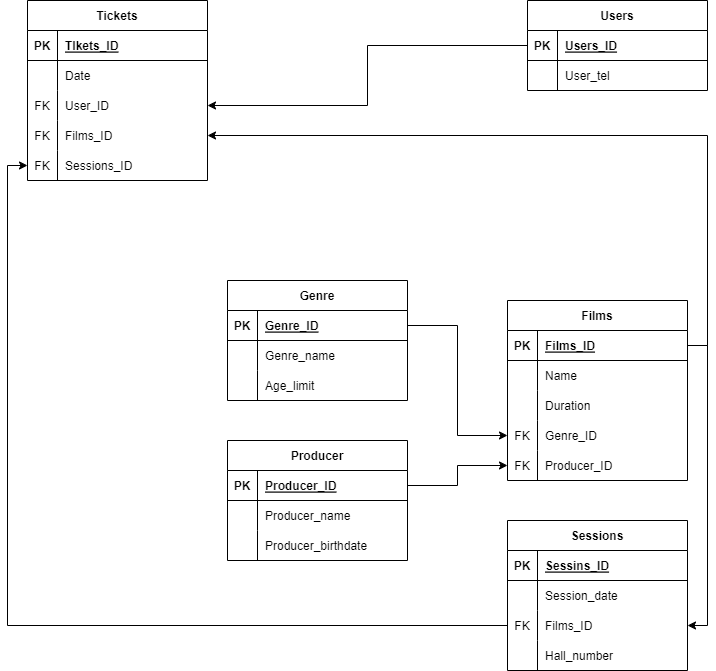 Tickets
PK TIkets_ID
Date
FK User_ID
FK Films_ID
FK Sessions_ID
Users
PK Users_ID
User_tel
Genre
PK Genre_ID
Genre_name
Age_limit
Films
PK Films_ID
Name
Duration
FK Genre_ID
FK Producer_ID
Producer
PK Producer_ID
Producer_name
Producer_birthdate
Sessions
PK Sessins_ID
Session_date
FK Films_ID
Hall_number